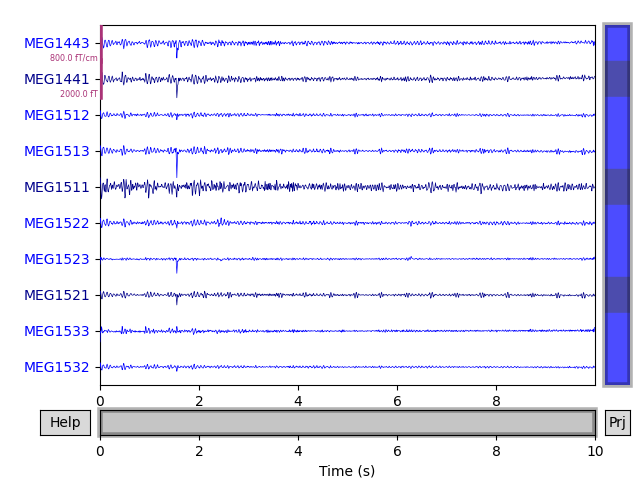 MEG1443
800.0 fT/cm
MEG1441
2000.0 fT
MEG1512
MEG1513
MEG1511
MEG1522
MEG1523
MEG1521
MEG1533
MEG1532
0 2 4 6 8
Help
Prj
0 2 4 6 8 10
Time (s)